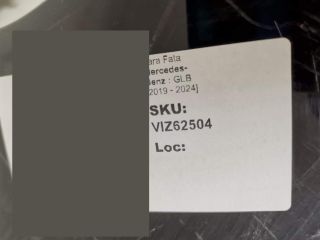 ara Fata
ercedes-
enz : GLB
2019 - 2024]
SKU:
VIZ62504
Loc: